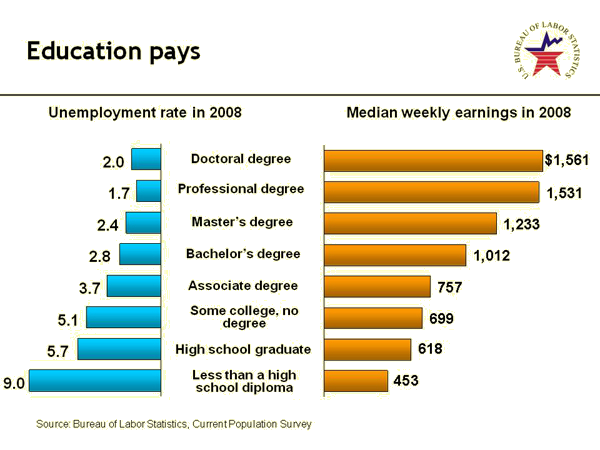 Education pays
U.S. BUREAU OF LABOR STATISTICS
Unemployment rate in 2008
Median weekly earnings in 2008
2.0 Doctoral degree $1,561
1.7 Professional degree 1,531
2.4 Master's degree 1,233
2.8 Bachelor's degree 1,012
3.7 Associate degree 757
5.1 Some college, no 699
degree
5.7 High school graduate 618
9.0 Less than a high 453
school diploma
Source: Bureau of Labor Statistics, Current Population Survey